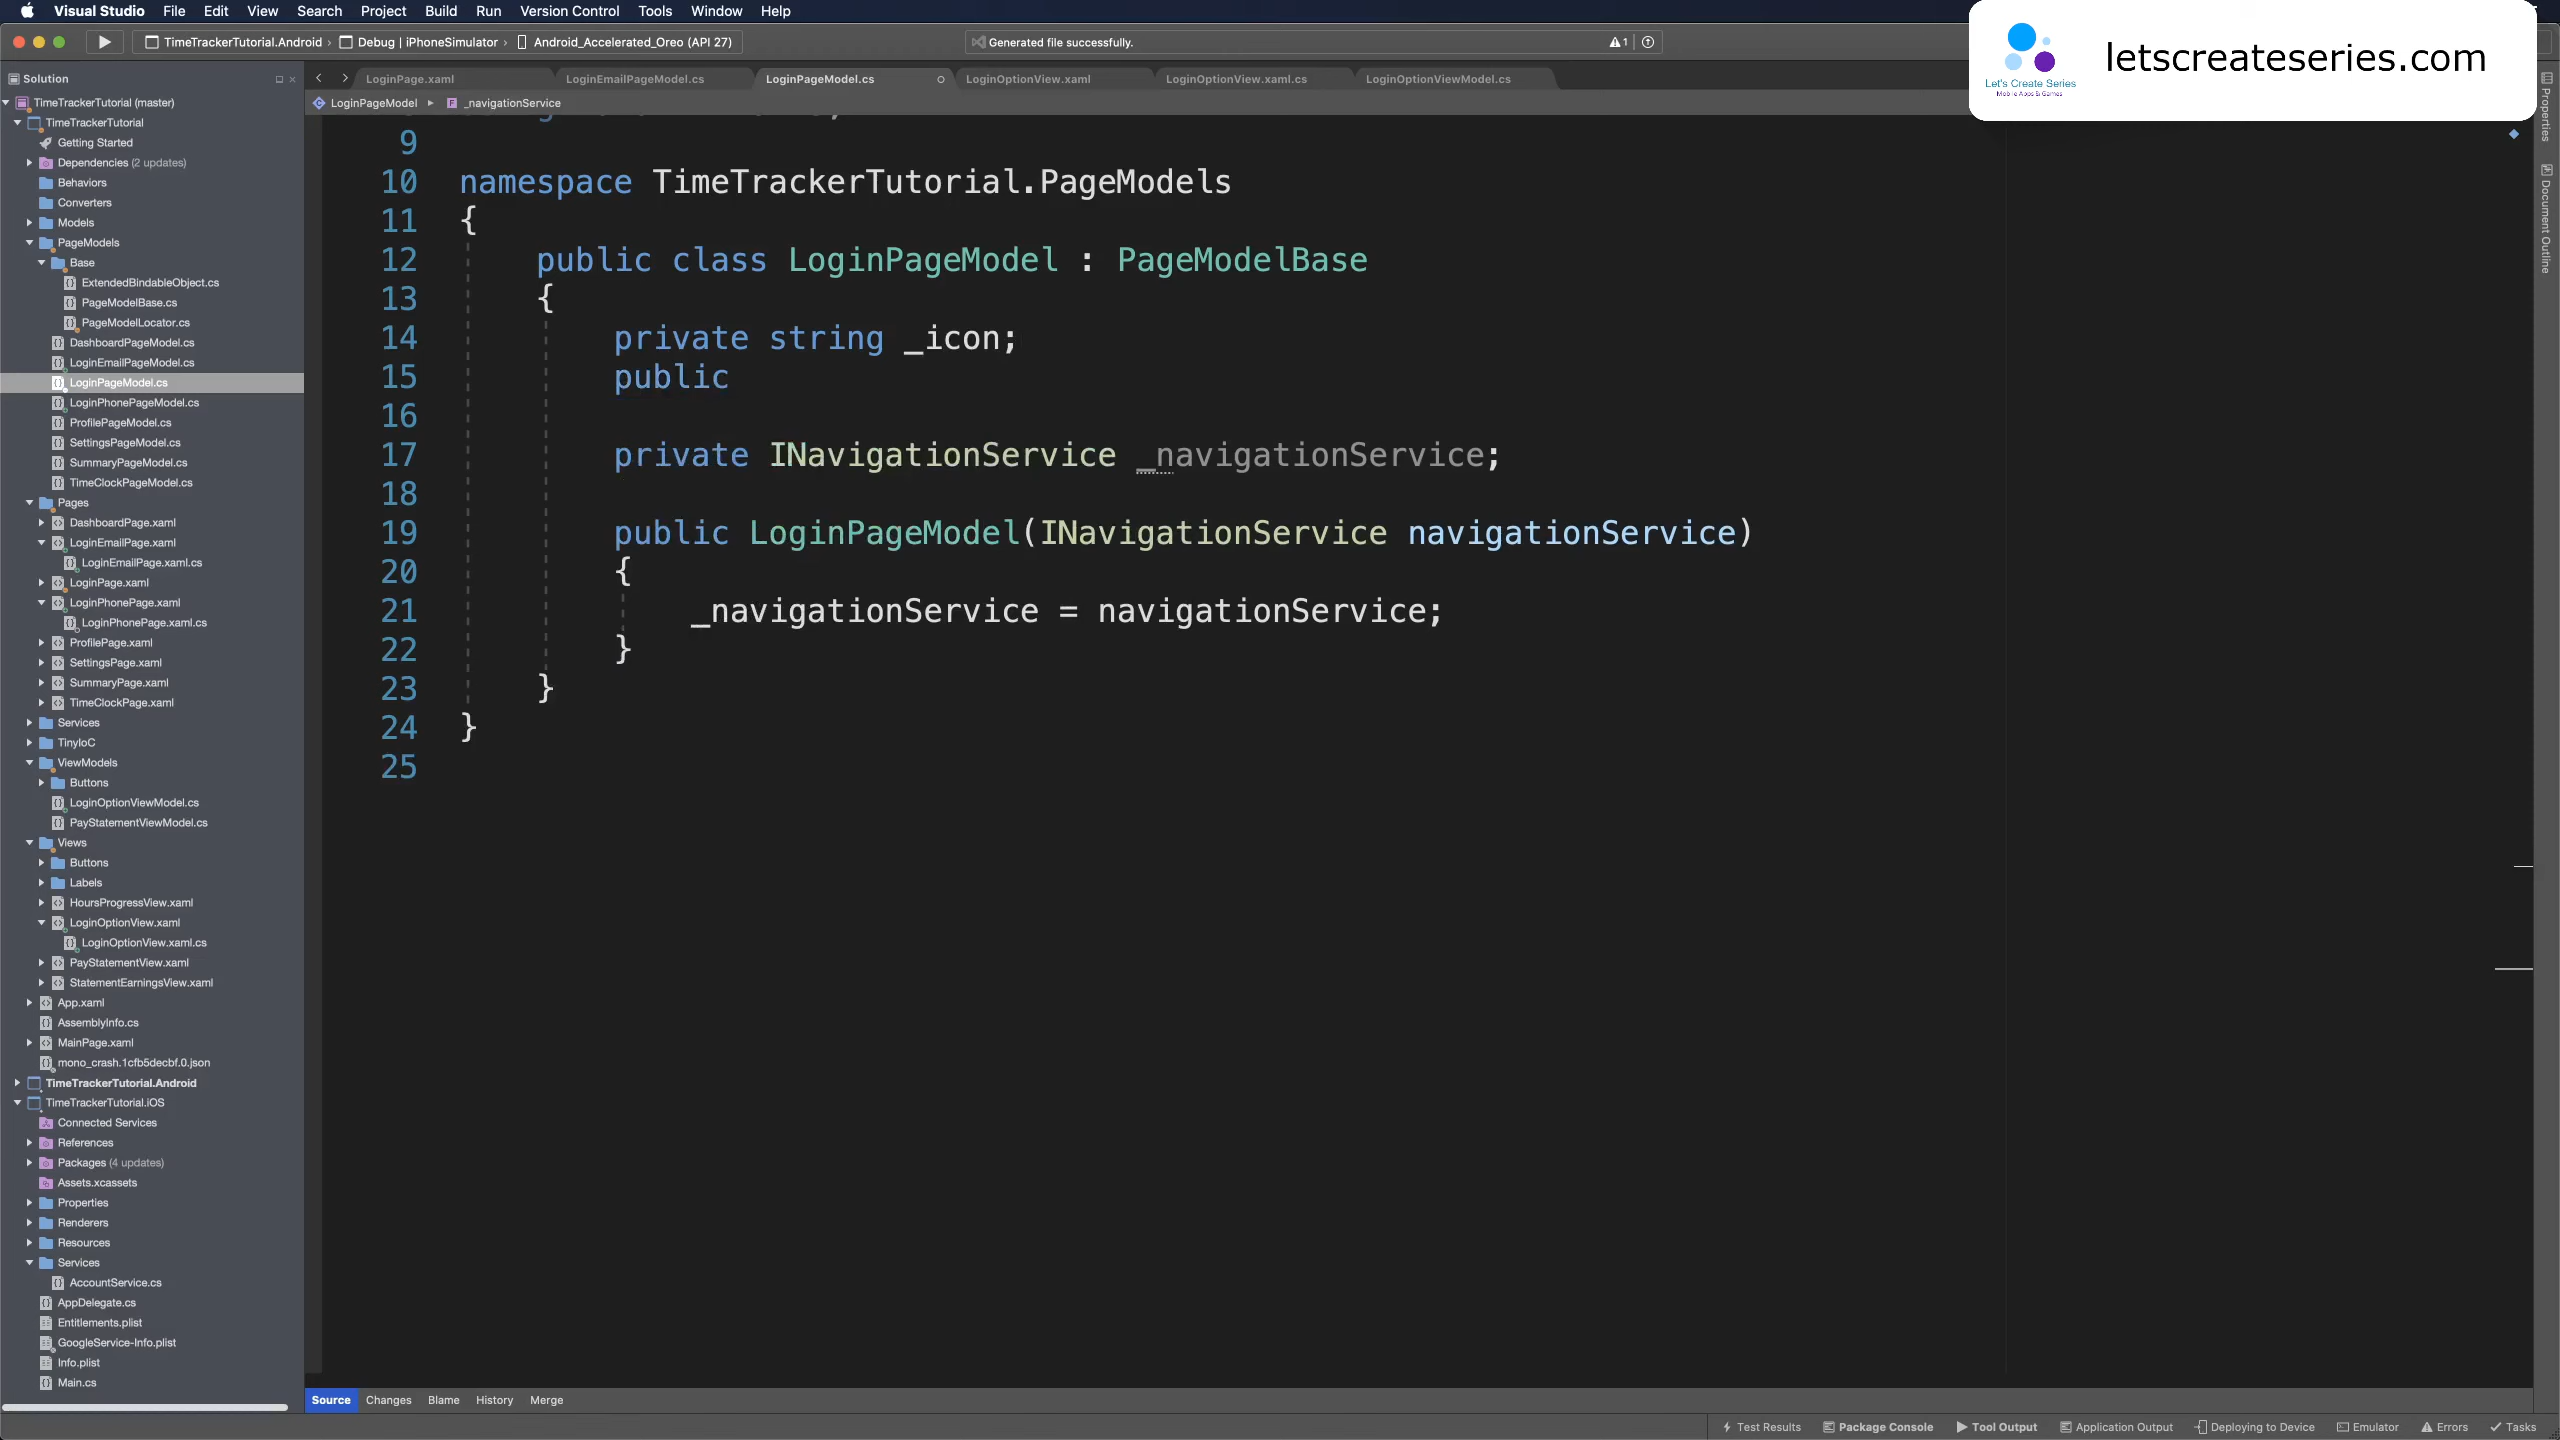 Visual Studio File Edit View Search Project Build Run Version Control Tools Window Help
TimeTrackerTutorial.Android › Debug | iPhoneSimulator › Android_Accelerated_Oreo (API 27)
Generated file successfully.
1
Let's Create Series
Mobile Apps & Games
letscreateseries.com
Solution
LoginPage.xaml LoginEmailPageModel.cs LoginPageModel.cs LoginOptionView.xaml LoginOptionView.xaml.cs LoginOptionViewModel.cs
LoginPageModel _navigationService
TimeTrackerTutorial (master)
TimeTrackerTutorial
Getting Started
Dependencies (2 updates)
Behaviors
Converters
Models
PageModels
Base
ExtendedBindableObject.cs
PageModelBase.cs
PageModelLocator.cs
DashboardPageModel.cs
LoginEmailPageModel.cs
LoginPageModel.cs
LoginPhonePageModel.cs
ProfilePageModel.cs
SettingsPageModel.cs
SummaryPageModel.cs
TimeClockPageModel.cs
Pages
DashboardPage.xaml
LoginEmailPage.xaml
LoginEmailPage.xaml.cs
LoginPage.xaml
LoginPhonePage.xaml
LoginPhonePage.xaml.cs
ProfilePage.xaml
SettingsPage.xaml
SummaryPage.xaml
TimeClockPage.xaml
Services
TinyIoC
ViewModels
Buttons
LoginOptionViewModel.cs
PayStatementViewModel.cs
Views
Buttons
Labels
HoursProgressView.xaml
LoginOptionView.xaml
LoginOptionView.xaml.cs
PayStatementView.xaml
StatementEarningsView.xaml
App.xaml
AssemblyInfo.cs
MainPage.xaml
mono_crash.1cfb5decbf.0.json
TimeTrackerTutorial.Android
TimeTrackerTutorial.iOS
Connected Services
References
Packages (4 updates)
Assets.xcassets
Properties
Renderers
Resources
Services
AccountService.cs
AppDelegate.cs
Entitlements.plist
GoogleService-Info.plist
Info.plist
Main.cs
9
10 namespace TimeTrackerTutorial.PageModels
11 {
12 public class LoginPageModel : PageModelBase
13 {
14 private string _icon;
15 public
16
17 private INavigationService _navigationService;
18
19 public LoginPageModel(INavigationService navigationService)
20 {
21 _navigationService = navigationService;
22 }
23 }
24 }
25
Properties
Document Outline
Source Changes Blame History Merge
Test Results Package Console Tool Output Application Output Deploying to Device Emulator Errors Tasks